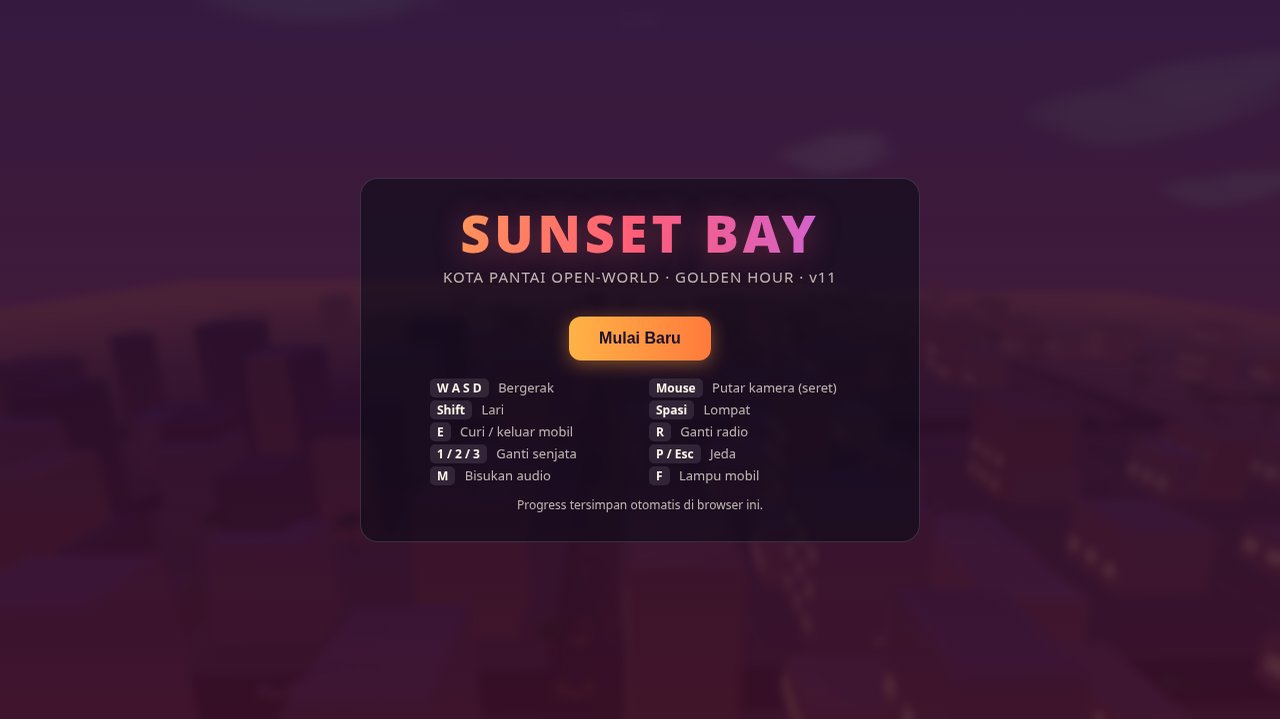 SUNSET BAY
KOTA PANTAI OPEN-WORLD · GOLDEN HOUR · v11
Mulai Baru
W A S D Bergerak
Mouse Putar kamera (seret)
Shift Lari
Spasi Lompat
E Curi / keluar mobil
R Ganti radio
1 / 2 / 3 Ganti senjata
P / Esc Jeda
M Bisukan audio
F Lampu mobil
Progress tersimpan otomatis di browser ini.